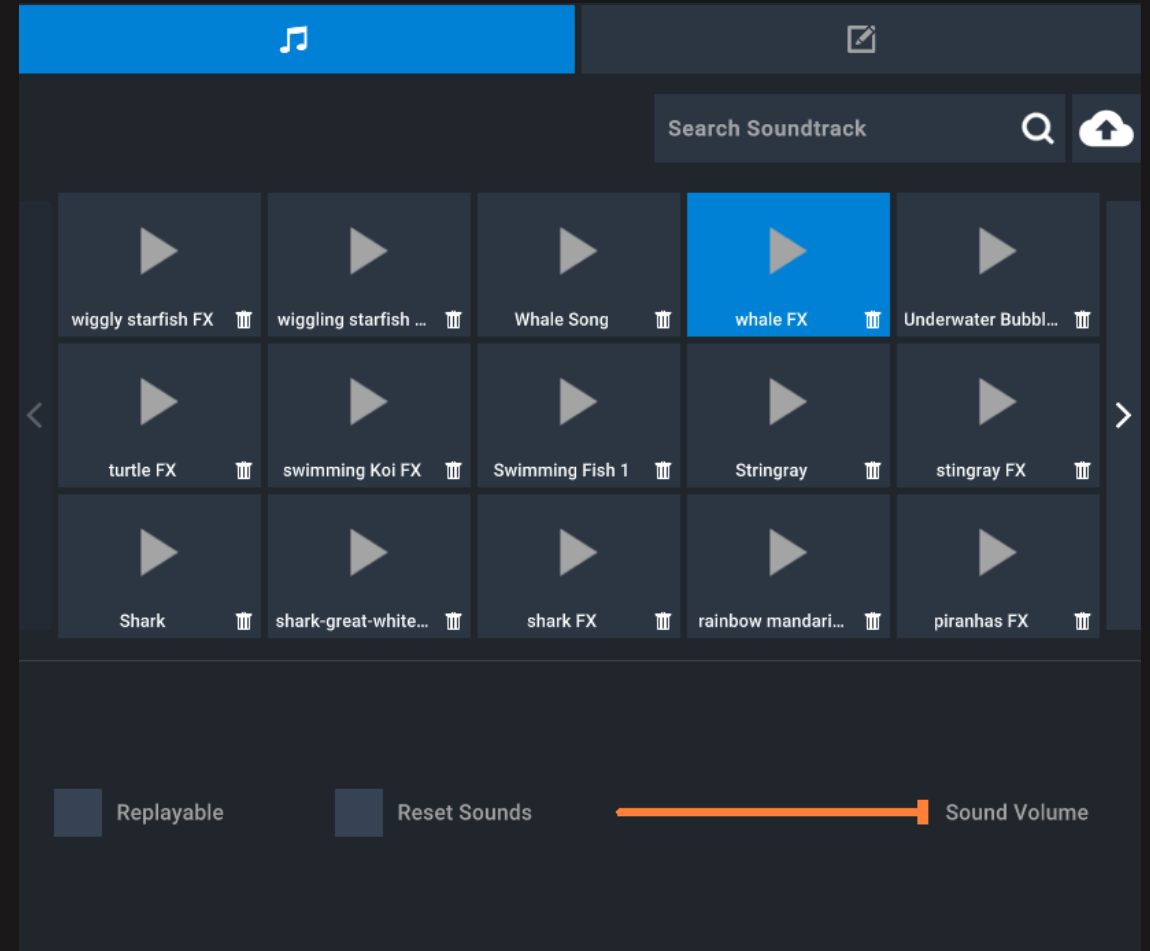 Search Soundtrack
wiggly starfish FX
wiggling starfish ...
Whale Song
whale FX
Underwater Bubbl...
turtle FX
swimming Koi FX
Swimming Fish 1
Stringray
stingray FX
Shark
shark-great-white...
shark FX
rainbow mandari...
piranhas FX
Replayable
Reset Sounds
Sound Volume